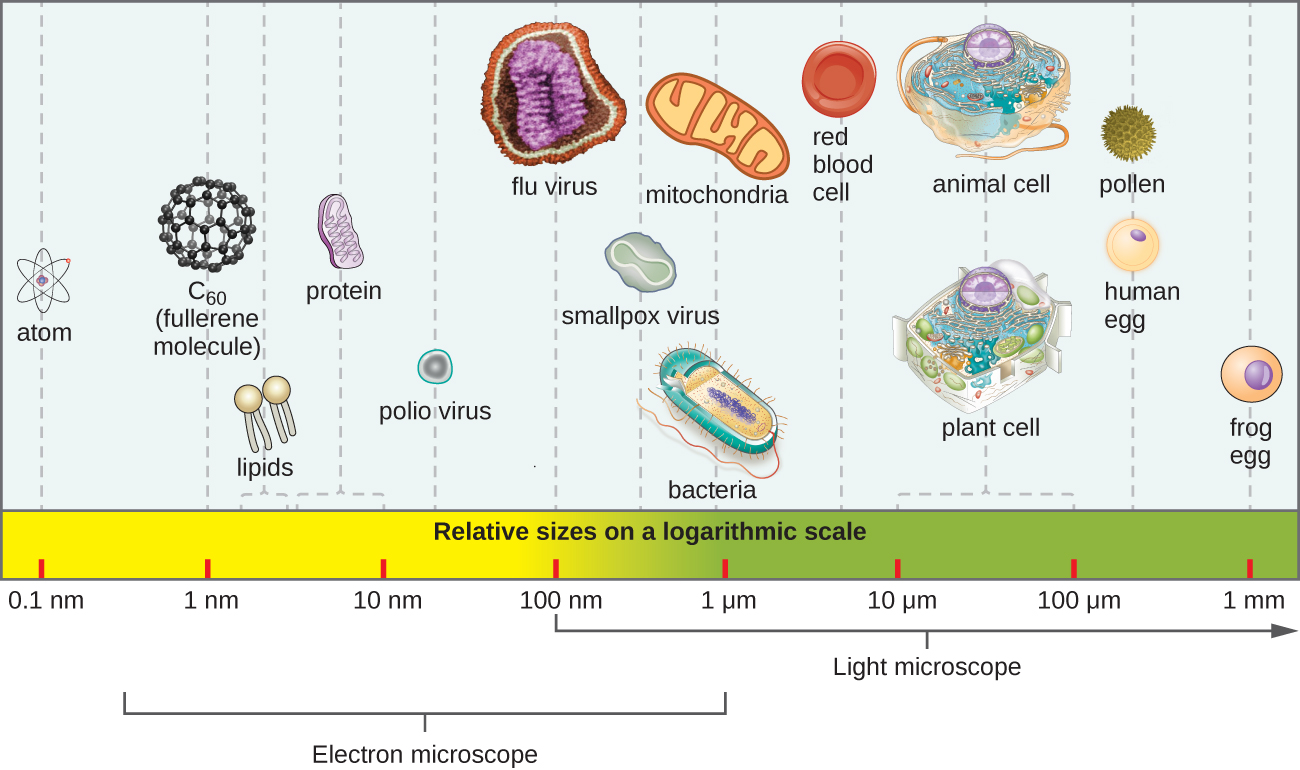 flu virus
mitochondria
red
blood
cell
animal cell
pollen
atom
C60
(fullerene
molecule)
protein
smallpox virus
human
egg
lipids
polio virus
bacteria
plant cell
frog
egg
Relative sizes on a logarithmic scale
0.1 nm 1 nm 10 nm 100 nm 1 μm 10 μm 100 μm 1 mm
Light microscope
Electron microscope